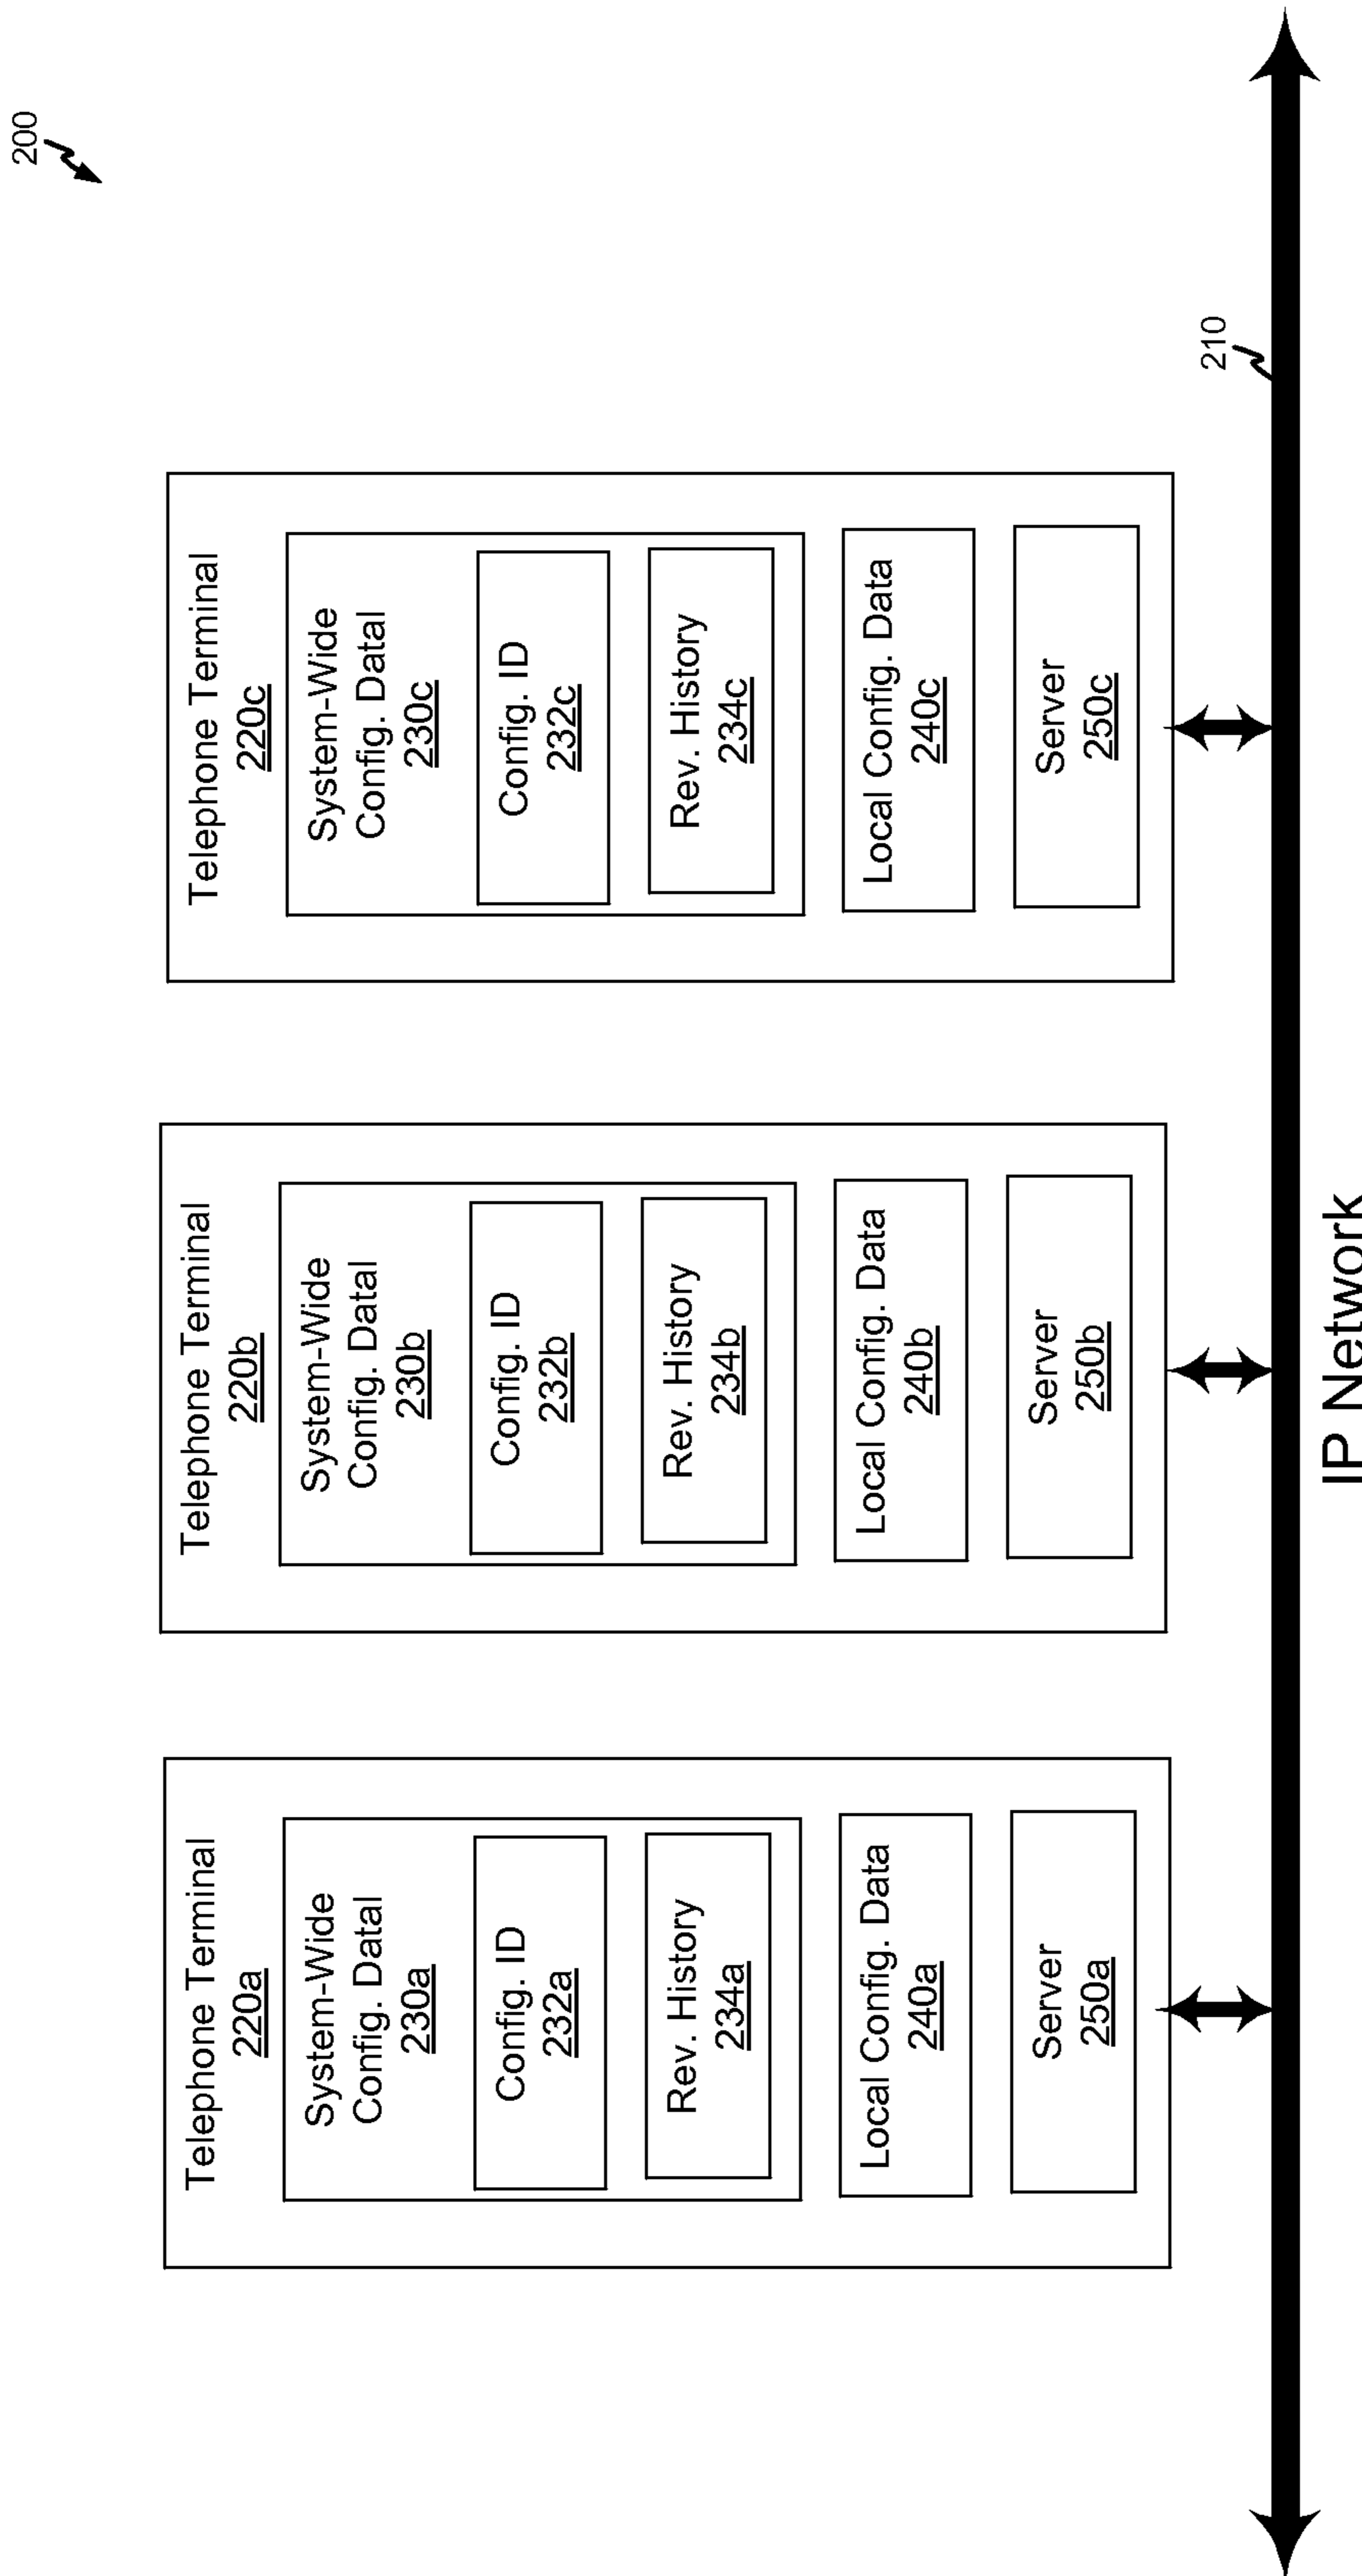 200
Telephone Terminal
220a
System-Wide
Config. Datal
230a
Config. ID
232a
Rev. History
234a
Local Config. Data
240a
Server
250a
Telephone Terminal
220b
System-Wide
Config. Datal
230b
Config. ID
232b
Rev. History
234b
Local Config. Data
240b
Server
250b
Telephone Terminal
220c
System-Wide
Config. Datal
230c
Config. ID
232c
Rev. History
234c
Local Config. Data
240c
Server
250c
210
IP Network